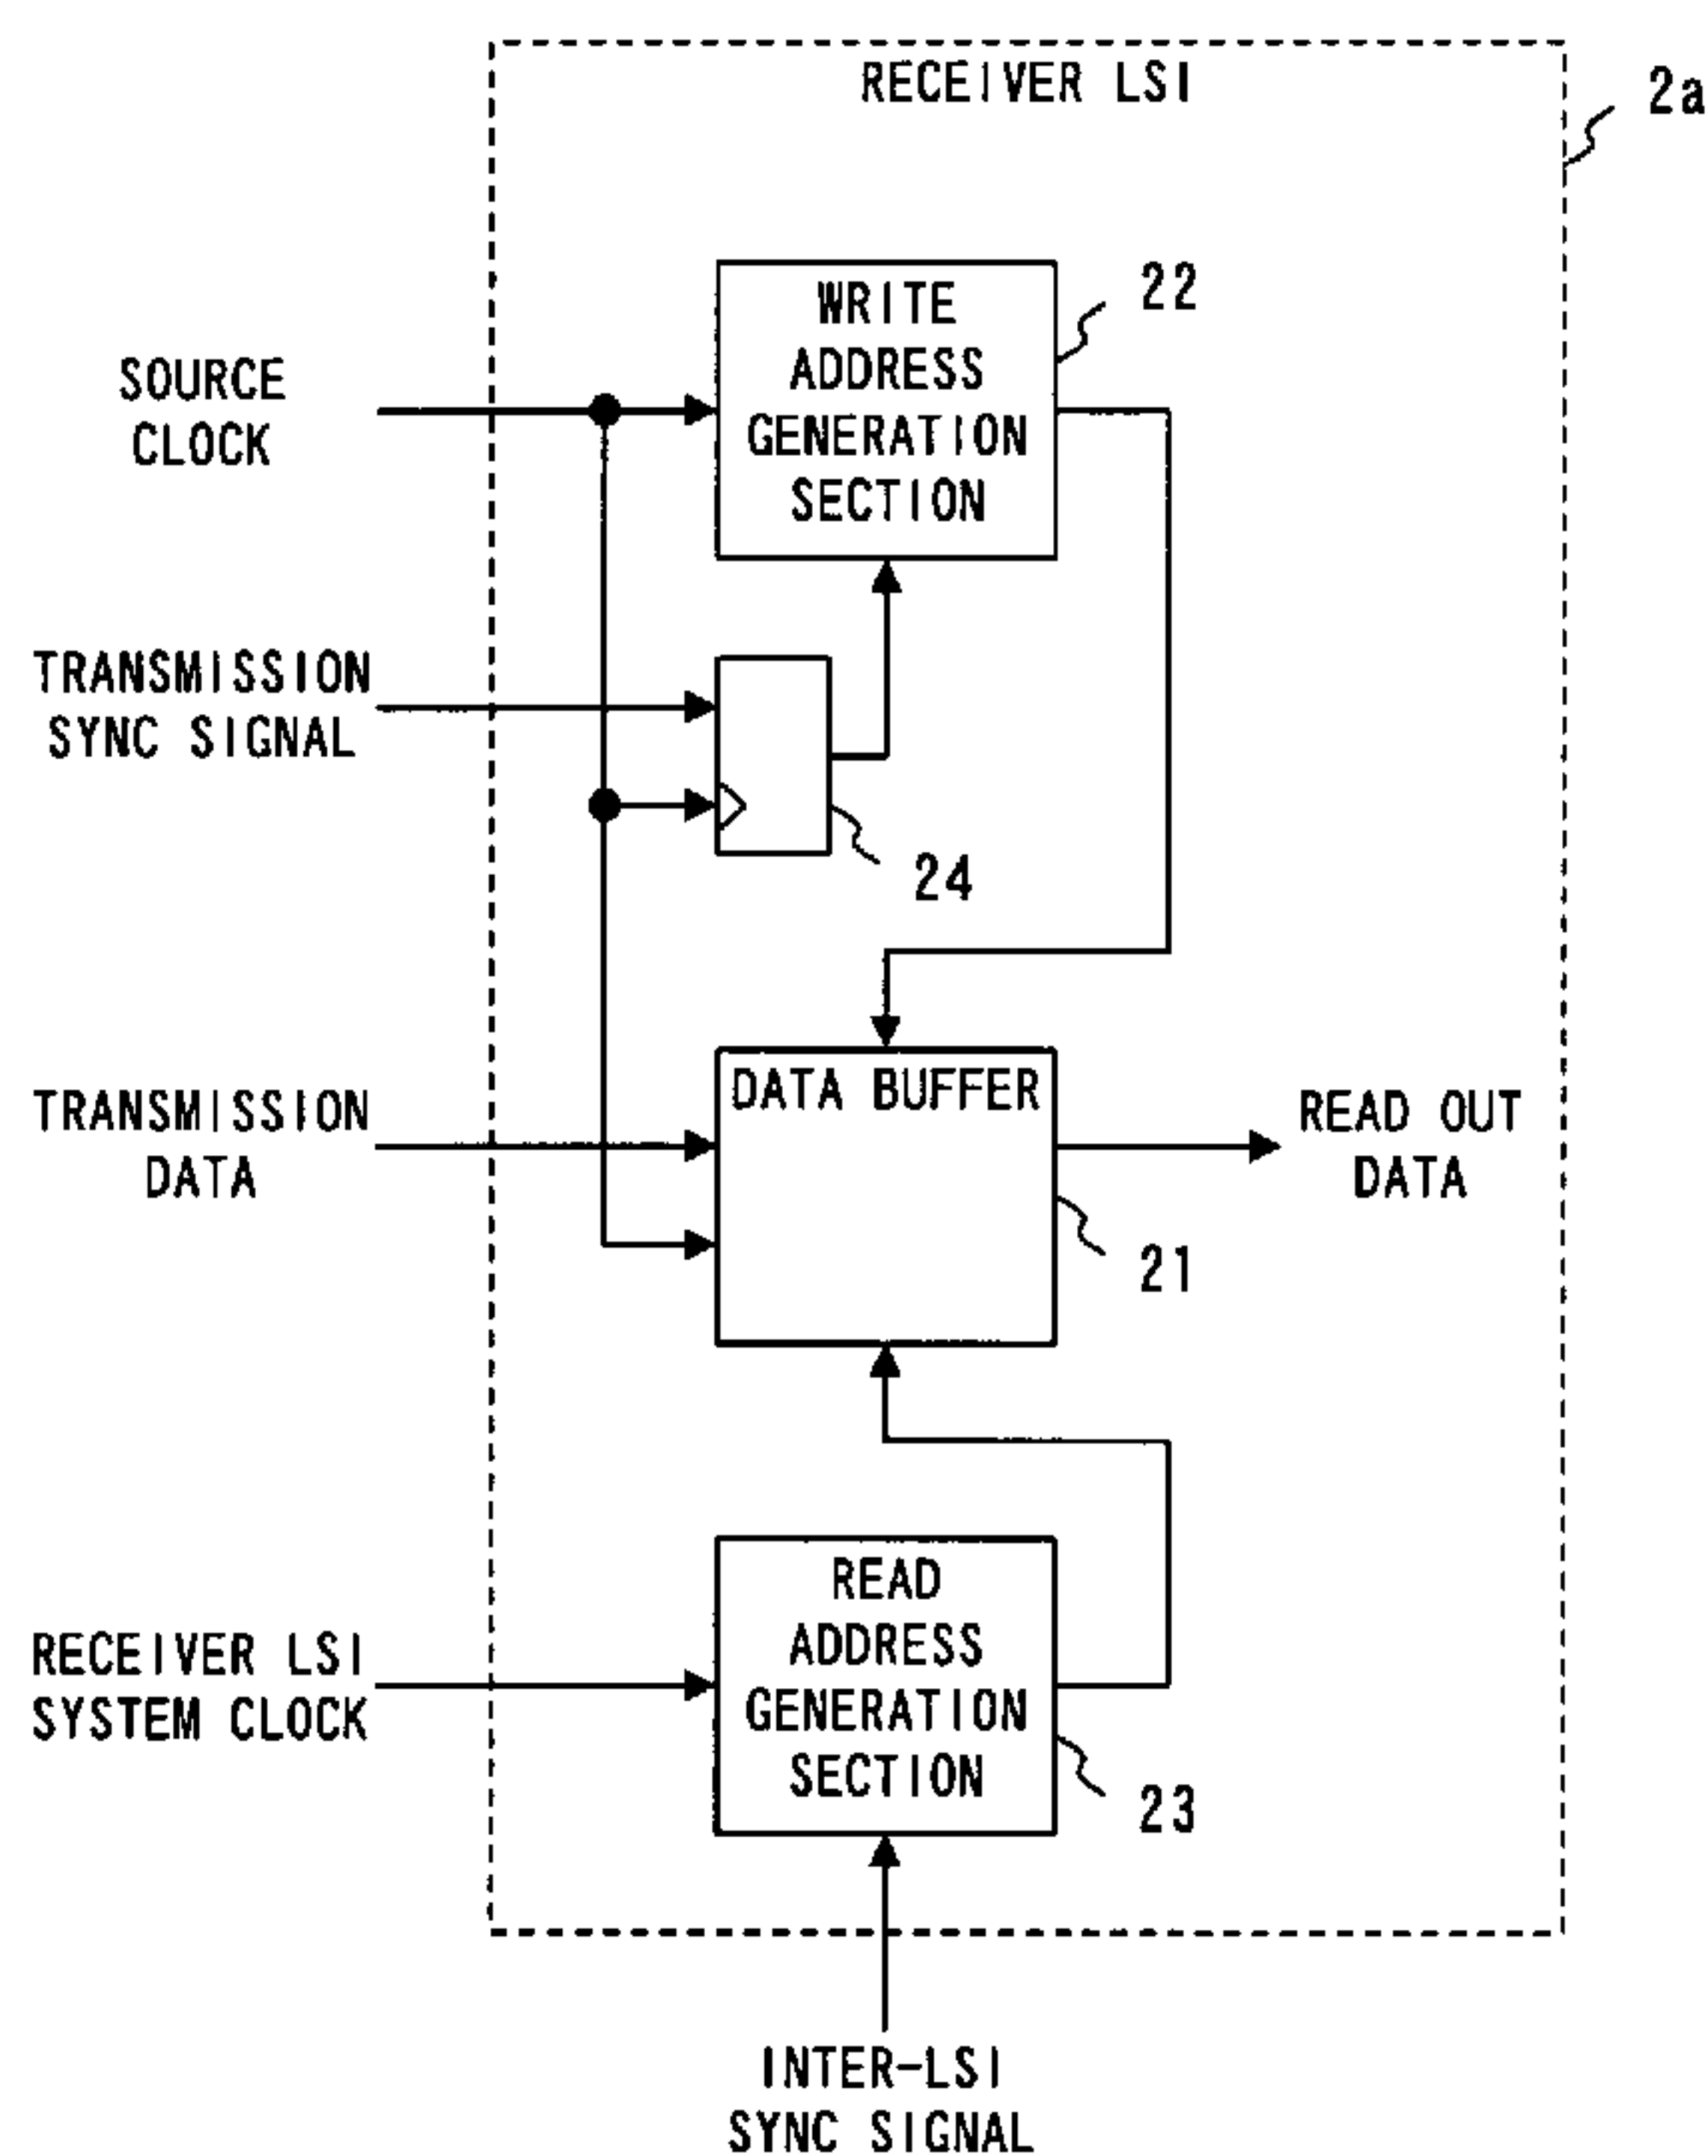 RECEIVER LSI
2a
WRITE
ADDRESS
GENERATION
SECTION
22
SOURCE
CLOCK
TRANSMISSION
SYNC SIGNAL
24
DATA BUFFER
TRANSMISSION
DATA
READ OUT
DATA
21
READ
ADDRESS
GENERATION
SECTION
RECEIVER LSI
SYSTEM CLOCK
23
INTER-LSI
SYNC SIGNAL